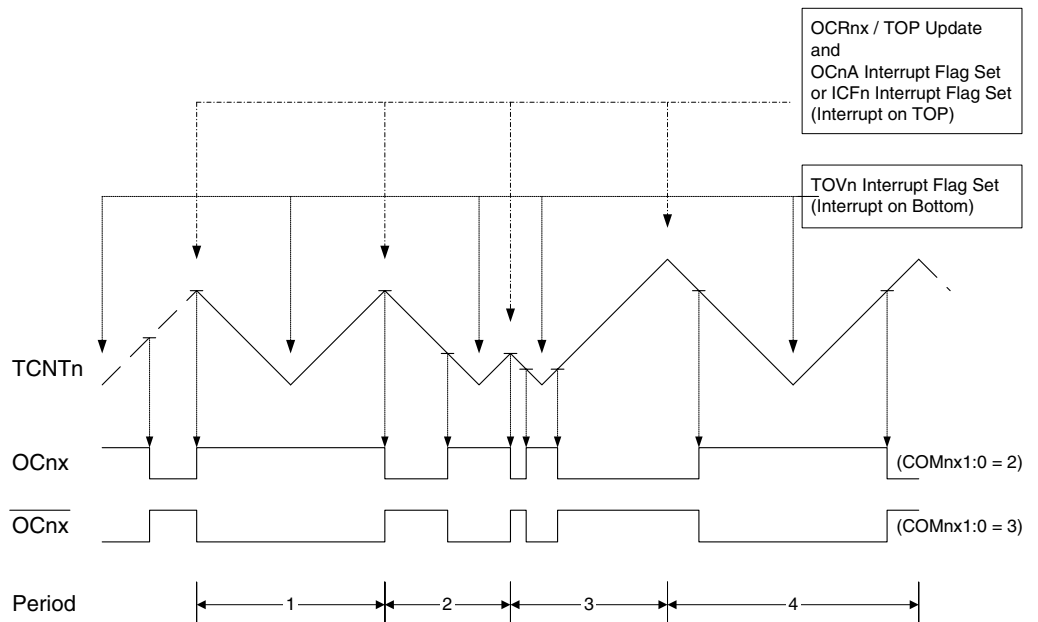 OCRnx / TOP Update
and
OCnA Interrupt Flag Set
or ICFn Interrupt Flag Set
(Interrupt on TOP)
TOVn Interrupt Flag Set
(Interrupt on Bottom)
TCNTn
OCnx
(COMnx1:0 = 2)
OCnx
(COMnx1:0 = 3)
Period
1
2
3
4